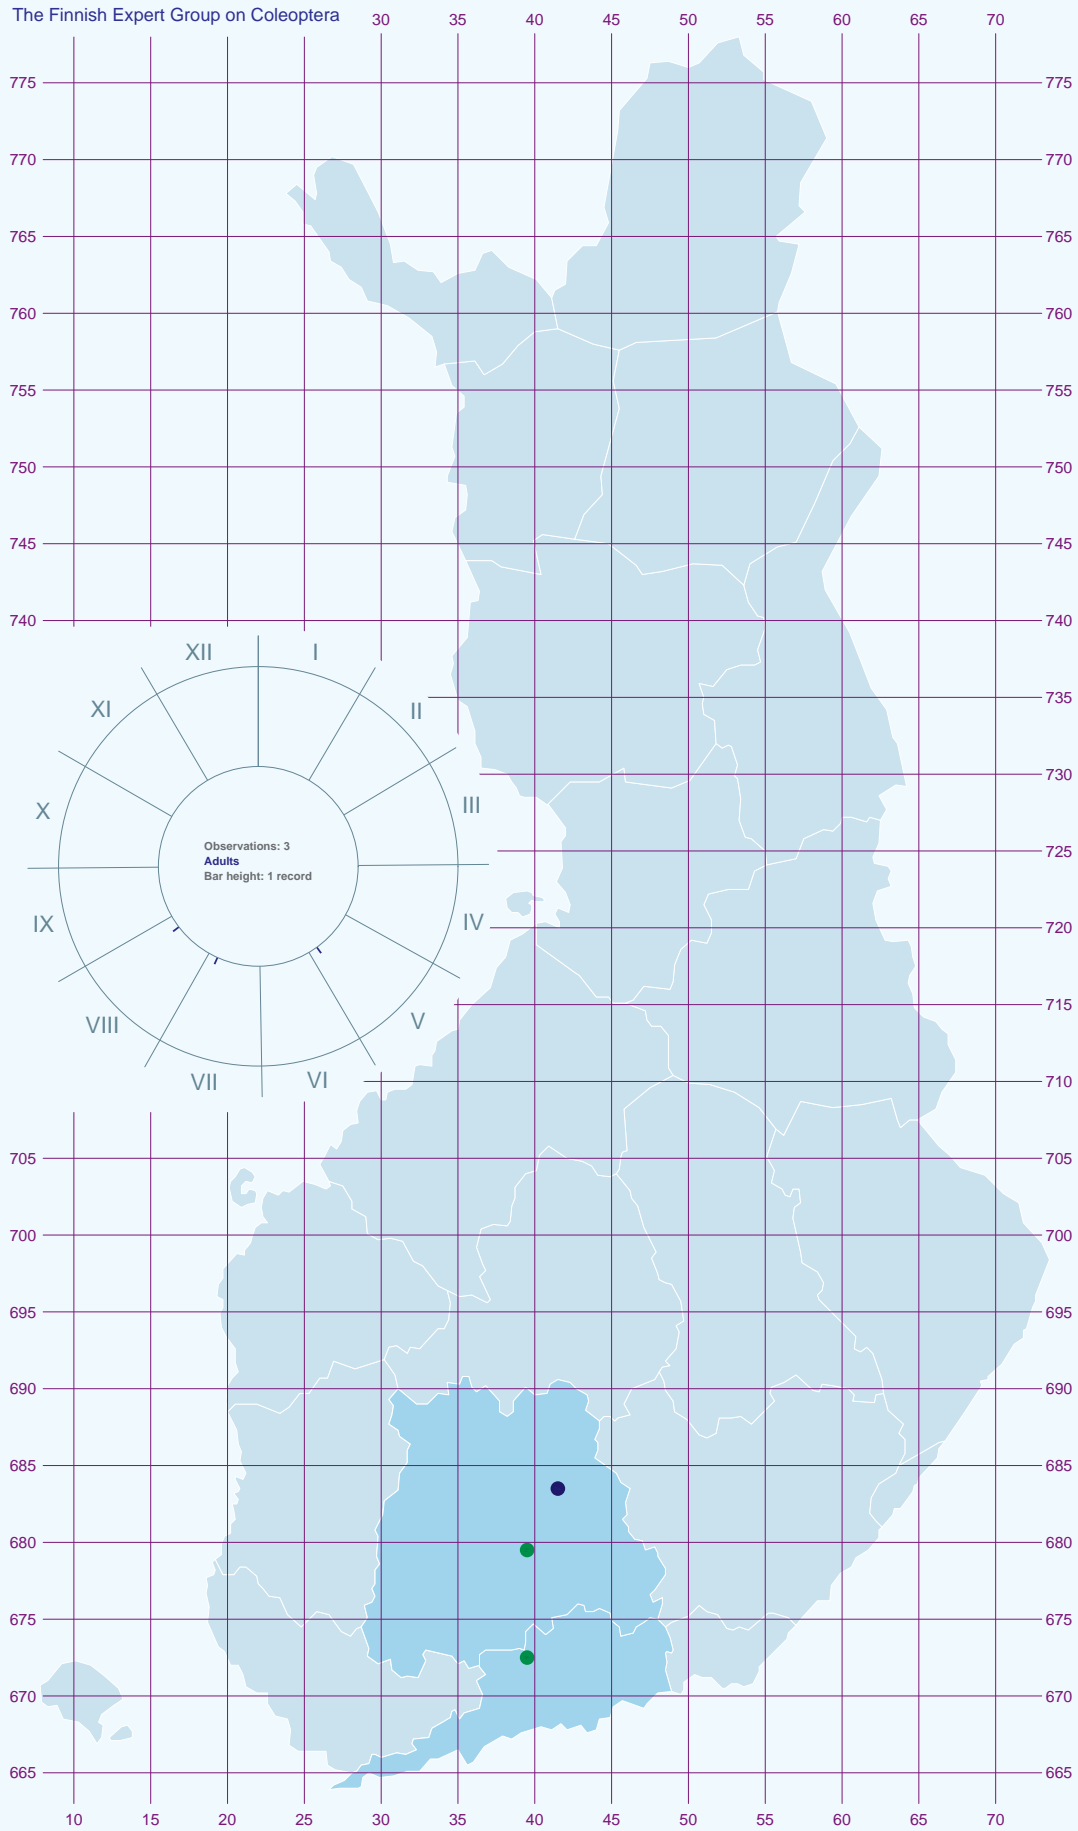 The Finnish Expert Group on Coleoptera
30 35 40 45 50 55 60 65 70
775 775
770 770
765 765
760 760
755 755
750 750
745 745
740 740
XII I
XI II
735
730
X III
Observations: 3
Adults
Bar height: 1 record
725
IX IV
720
715
VIII V
VII VI
710 710
705 705
700 700
695 695
690 690
685 685
680 680
675 675
670 670
665 665
10 15 20 25 30 35 40 45 50 55 60 65 70